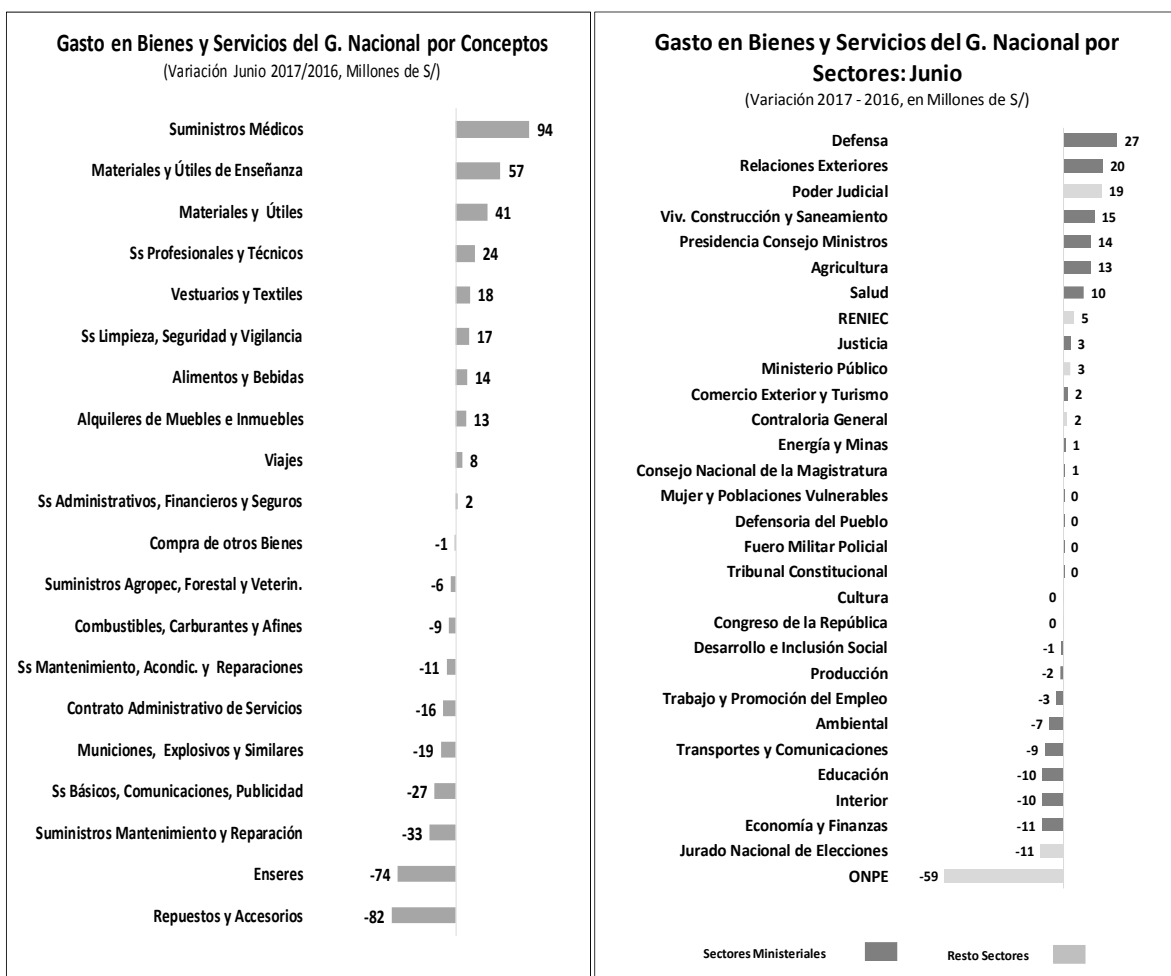 Gasto en Bienes y Servicios del G. Nacional por Conceptos
(Variación Junio 2017/2016, Millones de S/)
Suministros Médicos 94
Materiales y Útiles de Enseñanza 57
Materiales y Útiles 41
Ss Profesionales y Técnicos 24
Vestuarios y Textiles 18
Ss Limpieza, Seguridad y Vigilancia 17
Alimentos y Bebidas 14
Alquileres de Muebles e Inmuebles 13
Viajes 8
Ss Administrativos, Financieros y Seguros 2
Compra de otros Bienes -1
Suministros Agropec, Forestal y Veterin. -6
Combustibles, Carburantes y Afines -9
Ss Mantenimiento, Acondic. y Reparaciones -11
Contrato Administrativo de Servicios -16
Municiones, Explosivos y Similares -19
Ss Básicos, Comunicaciones, Publicidad -27
Suministros Mantenimiento y Reparación -33
Enseres -74
Repuestos y Accesorios -82
Gasto en Bienes y Servicios del G. Nacional por
Sectores: Junio
(Variación 2017 - 2016, en Millones de S/)
Defensa 27
Relaciones Exteriores 20
Poder Judicial 19
Viv. Construcción y Saneamiento 15
Presidencia Consejo Ministros 14
Agricultura 13
Salud 10
RENIEC 5
Justicia 3
Ministerio Público 3
Comercio Exterior y Turismo 2
Contraloria General 2
Energía y Minas 1
Consejo Nacional de la Magistratura 1
Mujer y Poblaciones Vulnerables 0
Defensoria del Pueblo 0
Fuero Militar Policial 0
Tribunal Constitucional 0
Cultura 0
Congreso de la República 0
Desarrollo e Inclusión Social -1
Producción -2
Trabajo y Promoción del Empleo -3
Ambiental -7
Transportes y Comunicaciones -9
Educación -10
Interior -10
Economía y Finanzas -11
Jurado Nacional de Elecciones -11
ONPE -59
Sectores Ministeriales Resto Sectores